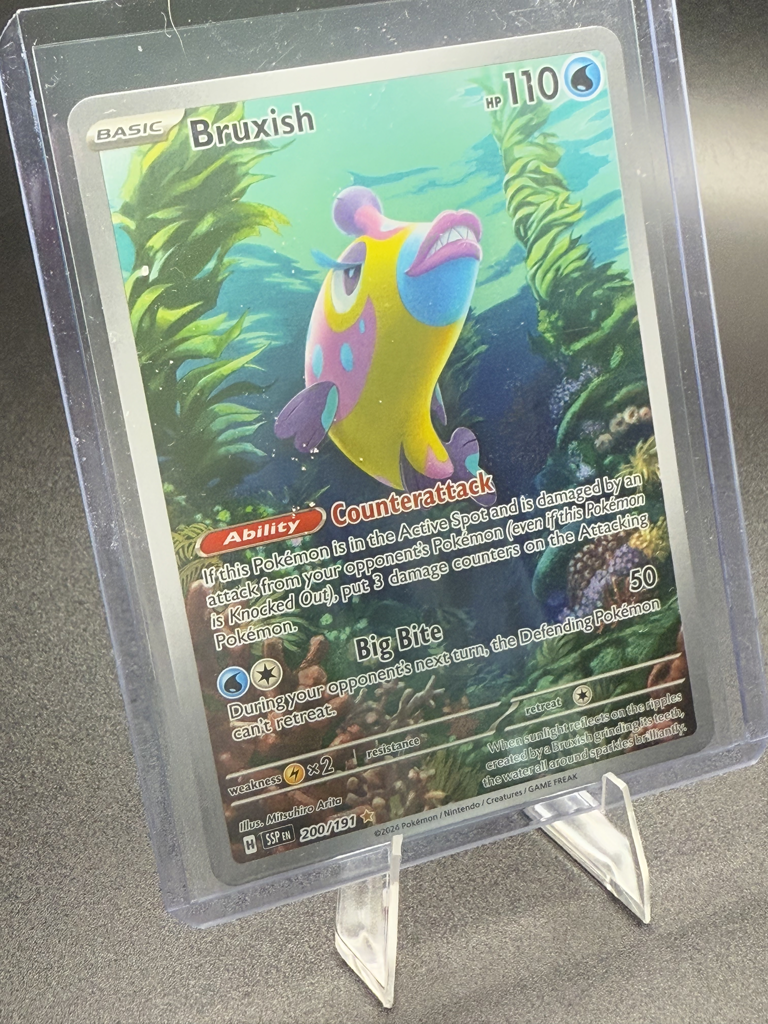 BASIC Bruxish HP 110
Ability Counterattack
If this Pokémon is in the Active Spot and is damaged by an
attack from your opponent's Pokémon (even if this Pokémon
is Knocked Out), put 3 damage counters on the Attacking
Pokémon.
Big Bite 50
During your opponent's next turn, the Defending Pokémon
can't retreat.
weakness x2 resistance retreat
When sunlight reflects on the ripples
created by a Bruxish grinding its teeth,
the water all around sparkles brilliantly.
Illus. Mitsuhiro Arita
H SSP EN 200/191
©2024 Pokémon / Nintendo / Creatures / GAME FREAK